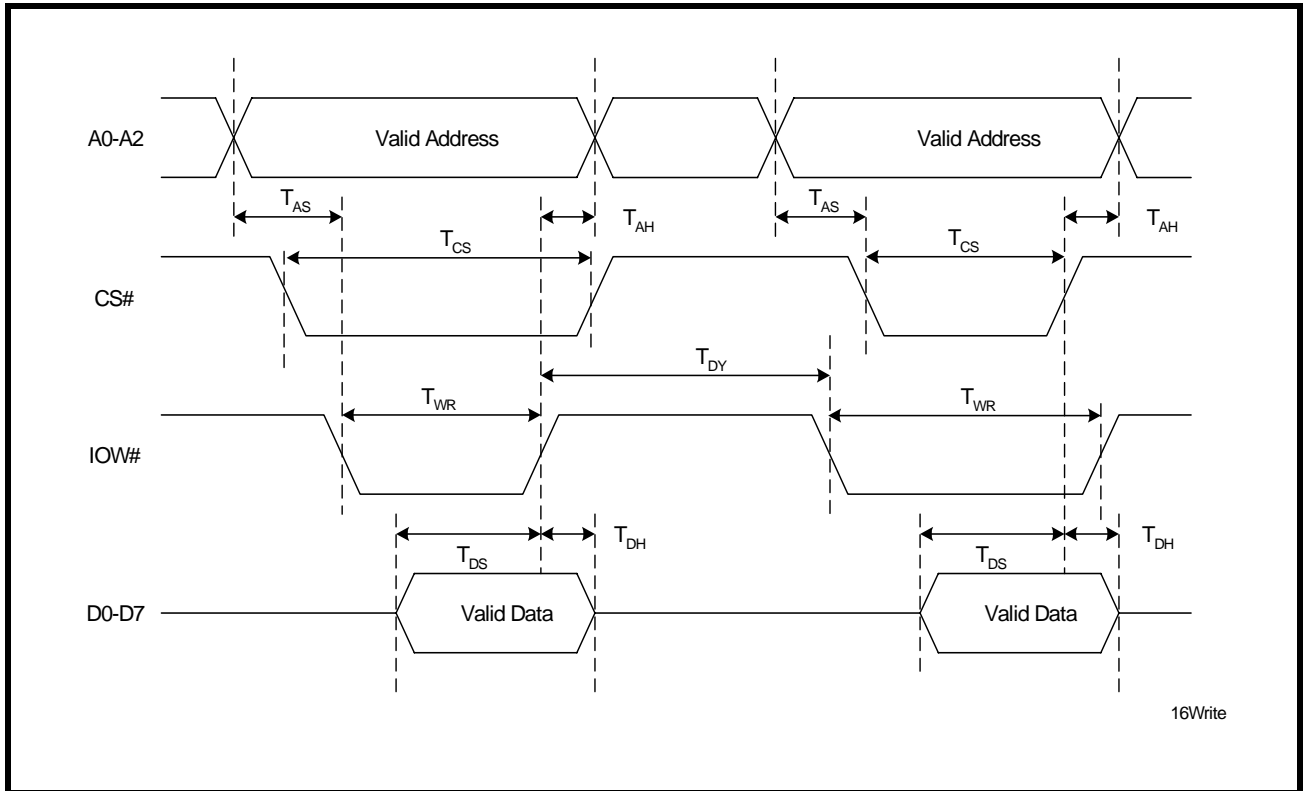 A0-A2 Valid Address Valid Address
TAS TAH TAS TAH
TCS TCS
CS#
TDY
TWR TWR
IOW#
TDS TDH TDS TDH
D0-D7 Valid Data Valid Data
16Write